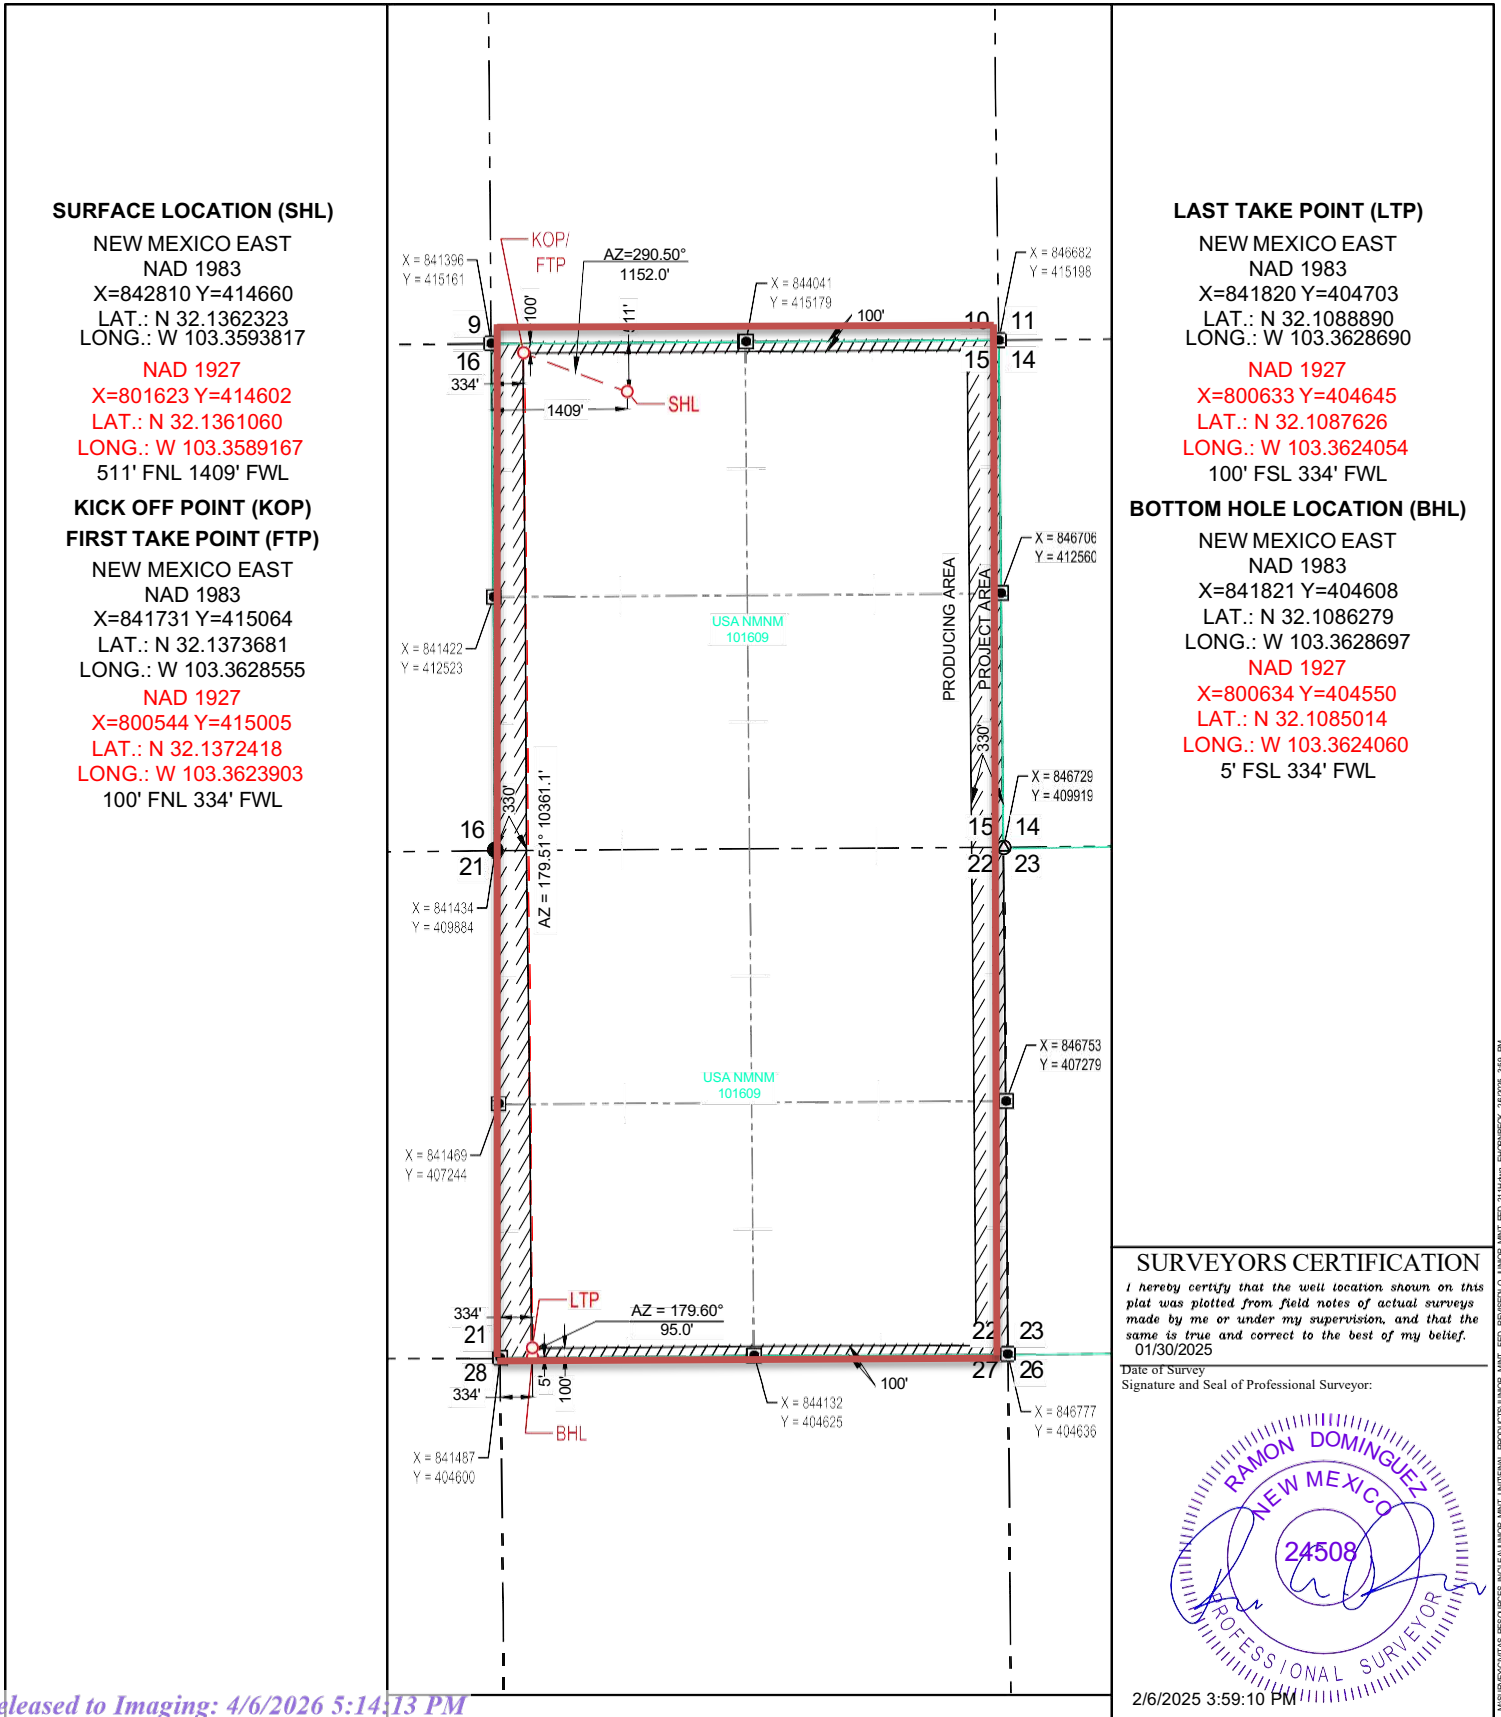 SURFACE LOCATION (SHL)
NEW MEXICO EAST
NAD 1983
X=842810 Y=414660
LAT.: N 32.1362323
LONG.: W 103.3593817
NAD 1927
X=801623 Y=414602
LAT.: N 32.1361060
LONG.: W 103.3589167
511' FNL 1409' FWL
KICK OFF POINT (KOP)
FIRST TAKE POINT (FTP)
NEW MEXICO EAST
NAD 1983
X=841731 Y=415064
LAT.: N 32.1373681
LONG.: W 103.3628555
NAD 1927
X=800544 Y=415005
LAT.: N 32.1372418
LONG.: W 103.3623903
100' FNL 334' FWL
KOP/
FTP
AZ=290.50°
1152.0'
X = 841396
Y = 415161
X = 844041
Y = 415179
X = 846682
Y = 415198
100'
511'
100'
9
10
11
16
15
14
334'
1409'
SHL
X = 846706
Y = 412560
USA NMNM
101609
PRODUCING AREA
PROJECT AREA
X = 841422
Y = 412523
330'
330'
AZ = 179.51° 10361.1'
X = 846729
Y = 409919
16
15
14
21
22
23
X = 841434
Y = 409884
X = 846753
Y = 407279
USA NMNM
101609
X = 841469
Y = 407244
LTP
AZ = 179.60°
95.0'
334'
21
22
23
28
27
26
334'
5'
100'
100'
BHL
X = 844132
Y = 404625
X = 846777
Y = 404636
X = 841487
Y = 404600
LAST TAKE POINT (LTP)
NEW MEXICO EAST
NAD 1983
X=841820 Y=404703
LAT.: N 32.1088890
LONG.: W 103.3628690
NAD 1927
X=800633 Y=404645
LAT.: N 32.1087626
LONG.: W 103.3624054
100' FSL 334' FWL
BOTTOM HOLE LOCATION (BHL)
NEW MEXICO EAST
NAD 1983
X=841821 Y=404608
LAT.: N 32.1086279
LONG.: W 103.3628697
NAD 1927
X=800634 Y=404550
LAT.: N 32.1085014
LONG.: W 103.3624060
5' FSL 334' FWL
SURVEYORS CERTIFICATION
I hereby certify that the well location shown on this
plat was plotted from field notes of actual surveys
made by me or under my supervision, and that the
same is true and correct to the best of my belief.
01/30/2025
Date of Survey
Signature and Seal of Professional Surveyor:
RAMON DOMINGUEZ
NEW MEXICO
24508
PROFESSIONAL SURVEYOR
2/6/2025 3:59:10 PM
eleased to Imaging: 4/6/2026 5:14:13 PM